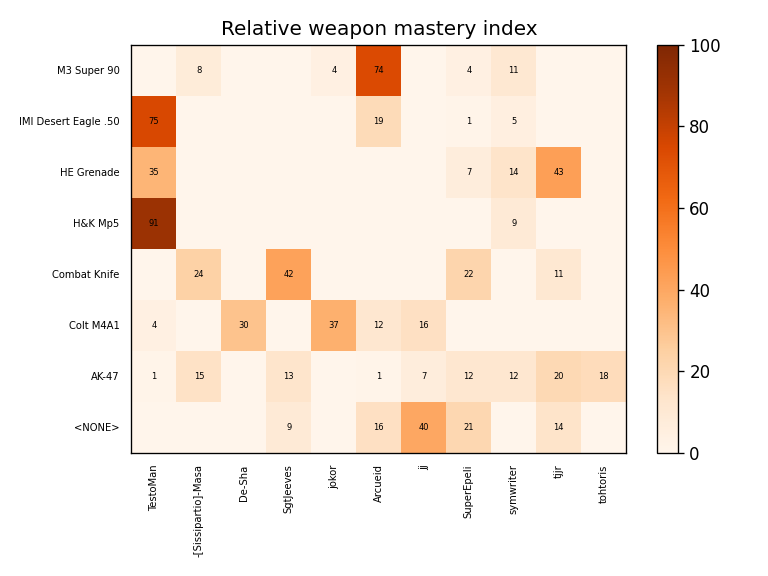 Relative weapon mastery index
M3 Super 90 8 4 74 4 11
IMI Desert Eagle .50 75 19 1 5
HE Grenade 35 7 14 43
H&K Mp5 91 9
Combat Knife 24 42 22 11
Colt M4A1 4 30 37 12 16
AK-47 1 15 13 1 7 12 12 20 18
<NONE> 9 16 40 21 14
TestoMan
-[Sissipartio]-Masa
De-Sha
SgtJeeves
jokor
Arcueid
jj
SuperEpeli
symwriter
tjjr
tohtoris
100
80
60
40
20
0